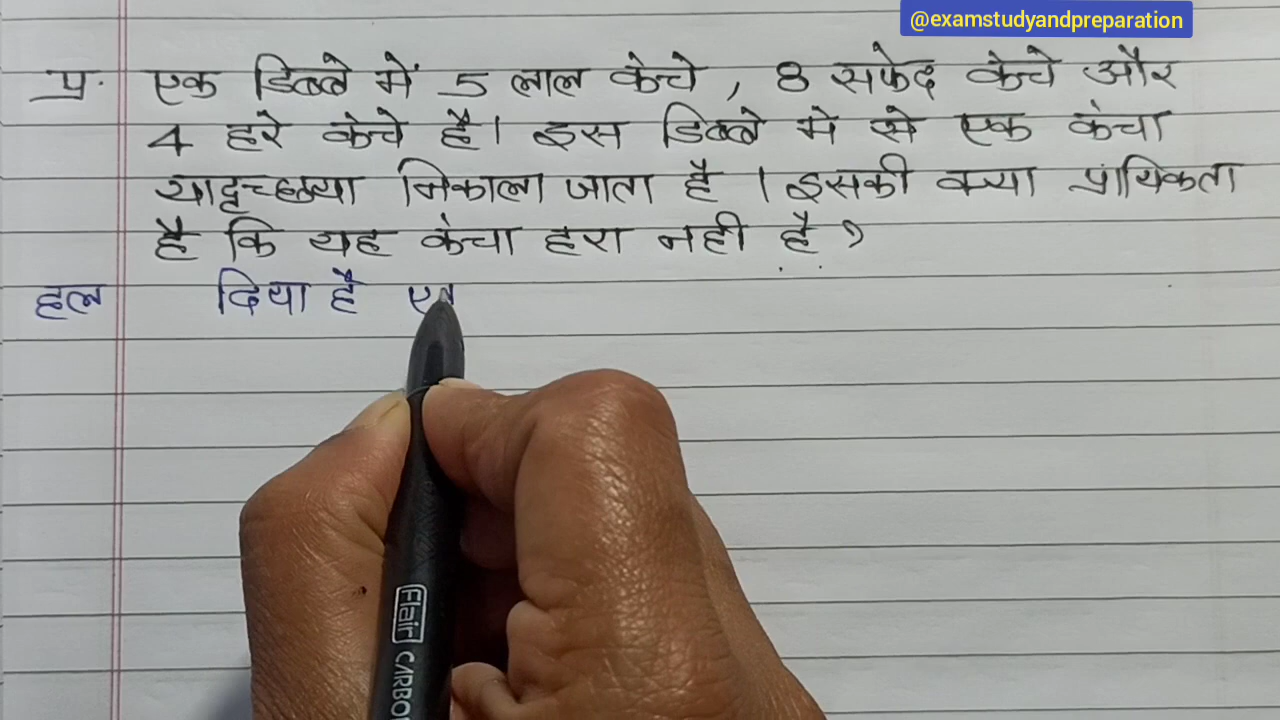 @examstudyandpreparation
प्र. एक डिब्बे में 5 लाल कंचे, 8 सफेद कंचे और
4 हरे कंचे है। इस डिब्बे मे से एक कंचा
यादृच्छया निकाला जाता है। इसकी क्या प्रायिकता
है कि यह कंचा हरा नही है?
हल दिया है
Flair CARBO